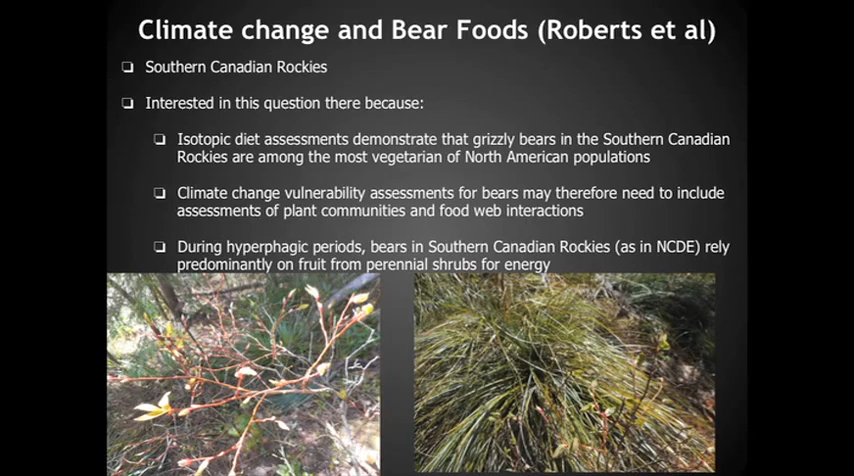 Climate change and Bear Foods (Roberts et al)
❑ Southern Canadian Rockies
❑ Interested in this question there because:
❑ Isotopic diet assessments demonstrate that grizzly bears in the Southern Canadian
Rockies are among the most vegetarian of North American populations
❑ Climate change vulnerability assessments for bears may therefore need to include
assessments of plant communities and food web interactions
❑ During hyperphagic periods, bears in Southern Canadian Rockies (as in NCDE) rely
predominantly on fruit from perennial shrubs for energy